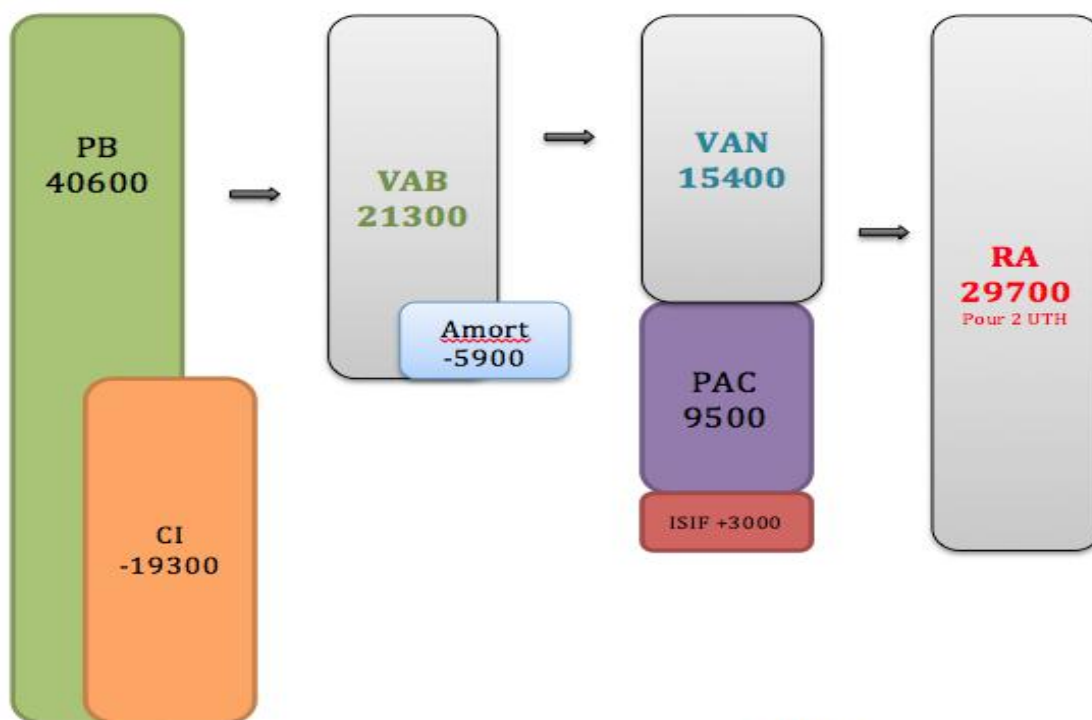 PB
40600
CI
-19300
VAB
21300
Amort
-5900
VAN
15400
PAC
9500
ISIF +3000
RA
29700
Pour 2 UTH